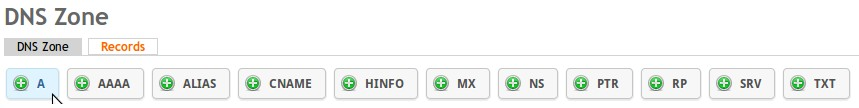 DNS Zone
DNS Zone Records
A AAAA ALIAS CNAME HINFO MX NS PTR RP SRV TXT